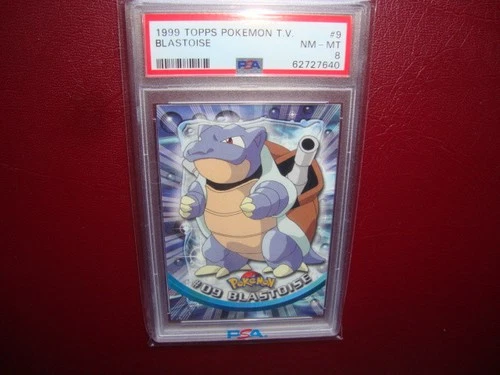 1999 TOPPS POKEMON T.V. #9
BLASTOISE NM - MT
8
PSA 62727640
POKéMON
#09 BLASTOISE
PSA